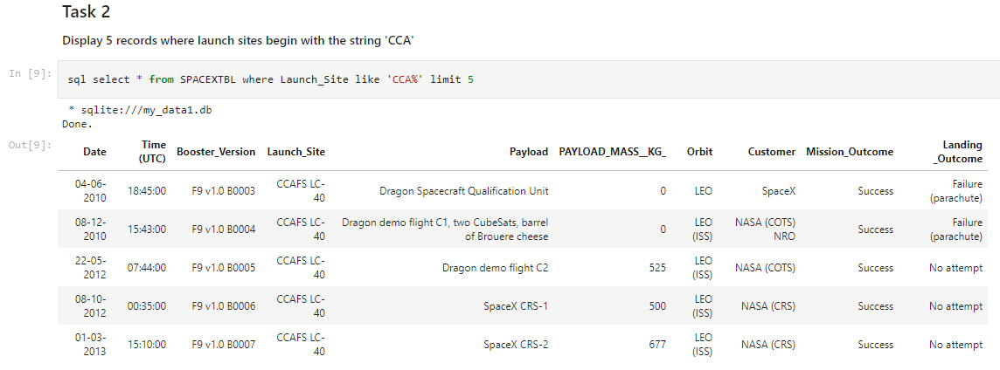 Task 2
Display 5 records where launch sites begin with the string 'CCA'
In [9]: sql select * from SPACEXTBL where Launch_Site like 'CCA%' limit 5
* sqlite:///my_data1.db
Done.
Out[9]:
Date Time (UTC) Booster_Version Launch_Site Payload PAYLOAD_MASS__KG_ Orbit Customer Mission_Outcome Landing _Outcome
04-06-2010 18:45:00 F9 v1.0 B0003 CCAFS LC-40 Dragon Spacecraft Qualification Unit 0 LEO SpaceX Success Failure (parachute)
08-12-2010 15:43:00 F9 v1.0 B0004 CCAFS LC-40 Dragon demo flight C1, two CubeSats, barrel of Brouere cheese 0 LEO (ISS) NASA (COTS) NRO Success Failure (parachute)
22-05-2012 07:44:00 F9 v1.0 B0005 CCAFS LC-40 Dragon demo flight C2 525 LEO (ISS) NASA (COTS) Success No attempt
08-10-2012 00:35:00 F9 v1.0 B0006 CCAFS LC-40 SpaceX CRS-1 500 LEO (ISS) NASA (CRS) Success No attempt
01-03-2013 15:10:00 F9 v1.0 B0007 CCAFS LC-40 SpaceX CRS-2 677 LEO (ISS) NASA (CRS) Success No attempt